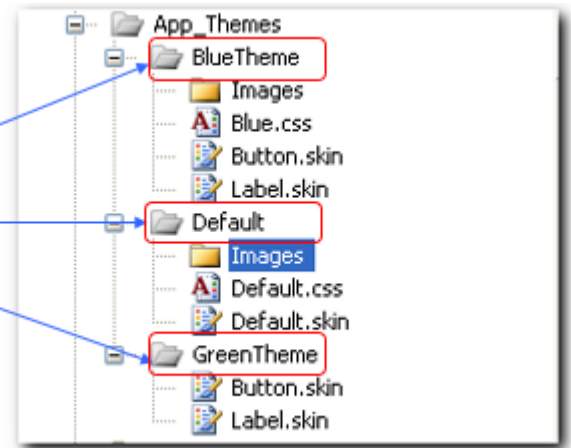 App_Themes
BlueTheme
Images
Blue.css
Button.skin
Label.skin
Default
Images
Default.css
Default.skin
GreenTheme
Button.skin
Label.skin